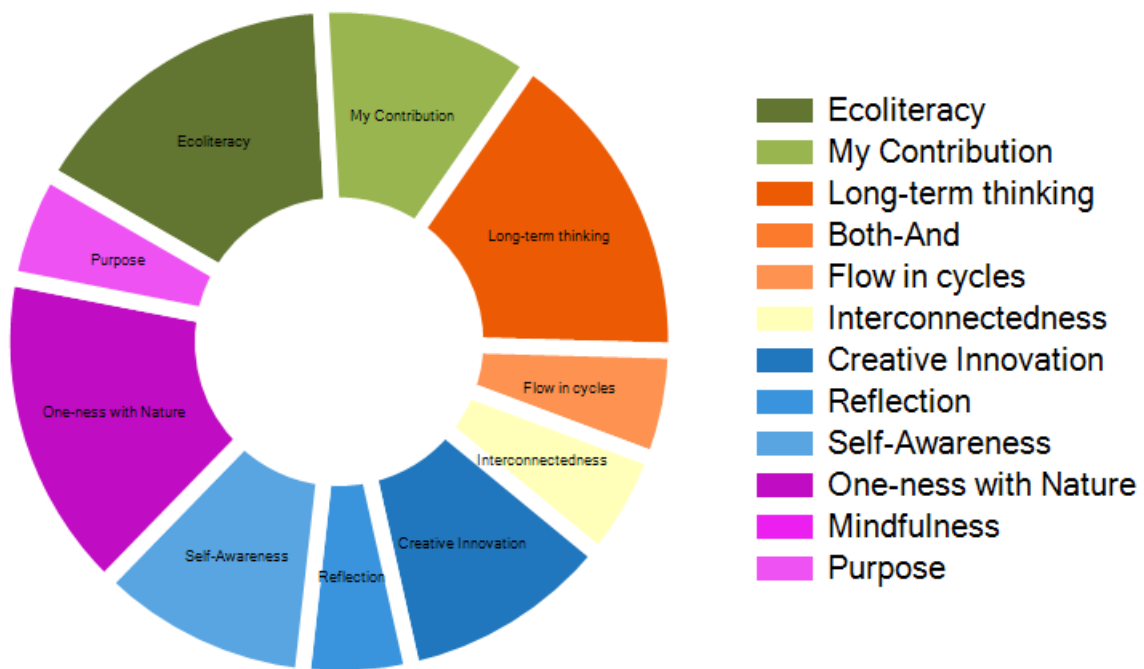 My Contribution
Ecoliteracy
Long-term thinking
Purpose
Flow in cycles
One-ness with Nature
Interconnectedness
Creative Innovation
Self-Awareness
Reflection
Ecoliteracy
My Contribution
Long-term thinking
Both-And
Flow in cycles
Interconnectedness
Creative Innovation
Reflection
Self-Awareness
One-ness with Nature
Mindfulness
Purpose